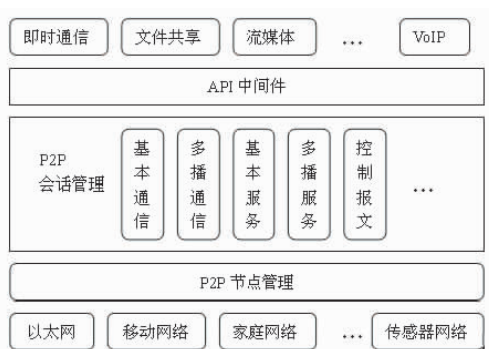 即时通信 文件共享 流媒体 … VoIP
API 中间件
P2P
会话管理
基本通信
多播通信
基本服务
多播服务
控制报文
…
P2P 节点管理
以太网 移动网络 家庭网络 … 传感器网络